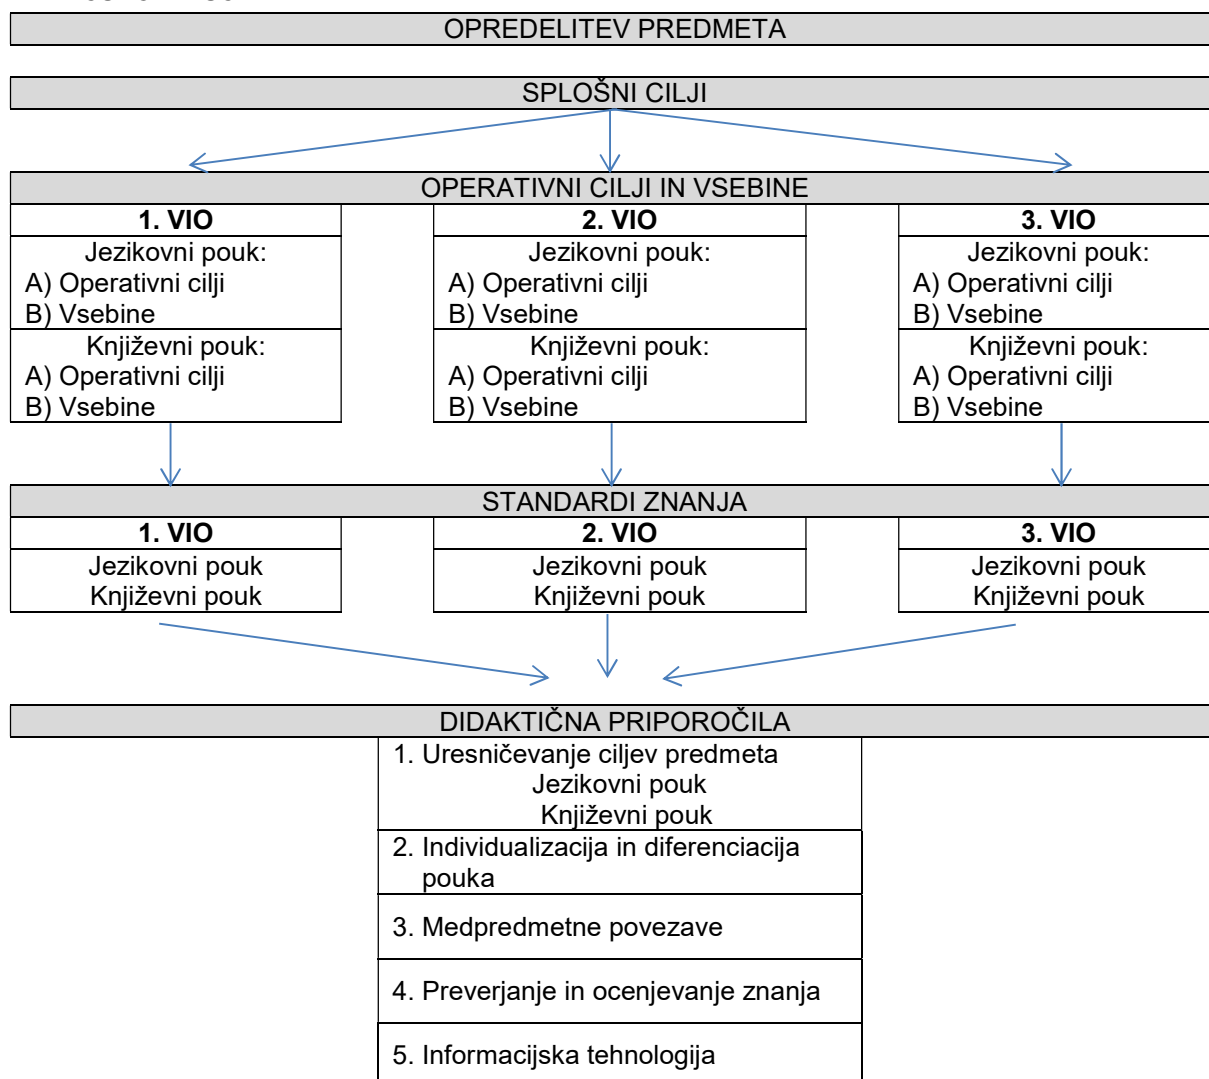 OPREDELITEV PREDMETA
SPLOŠNI CILJI
OPERATIVNI CILJI IN VSEBINE
1. VIO
Jezikovni pouk:
A) Operativni cilji
B) Vsebine
Književni pouk:
A) Operativni cilji
B) Vsebine
2. VIO
Jezikovni pouk:
A) Operativni cilji
B) Vsebine
Književni pouk:
A) Operativni cilji
B) Vsebine
3. VIO
Jezikovni pouk:
A) Operativni cilji
B) Vsebine
Književni pouk:
A) Operativni cilji
B) Vsebine
STANDARDI ZNANJA
1. VIO
Jezikovni pouk
Književni pouk
2. VIO
Jezikovni pouk
Književni pouk
3. VIO
Jezikovni pouk
Književni pouk
DIDAKTIČNA PRIPOROČILA
1. Uresničevanje ciljev predmeta
Jezikovni pouk
Književni pouk
2. Individualizacija in diferenciacija
pouka
3. Medpredmetne povezave
4. Preverjanje in ocenjevanje znanja
5. Informacijska tehnologija